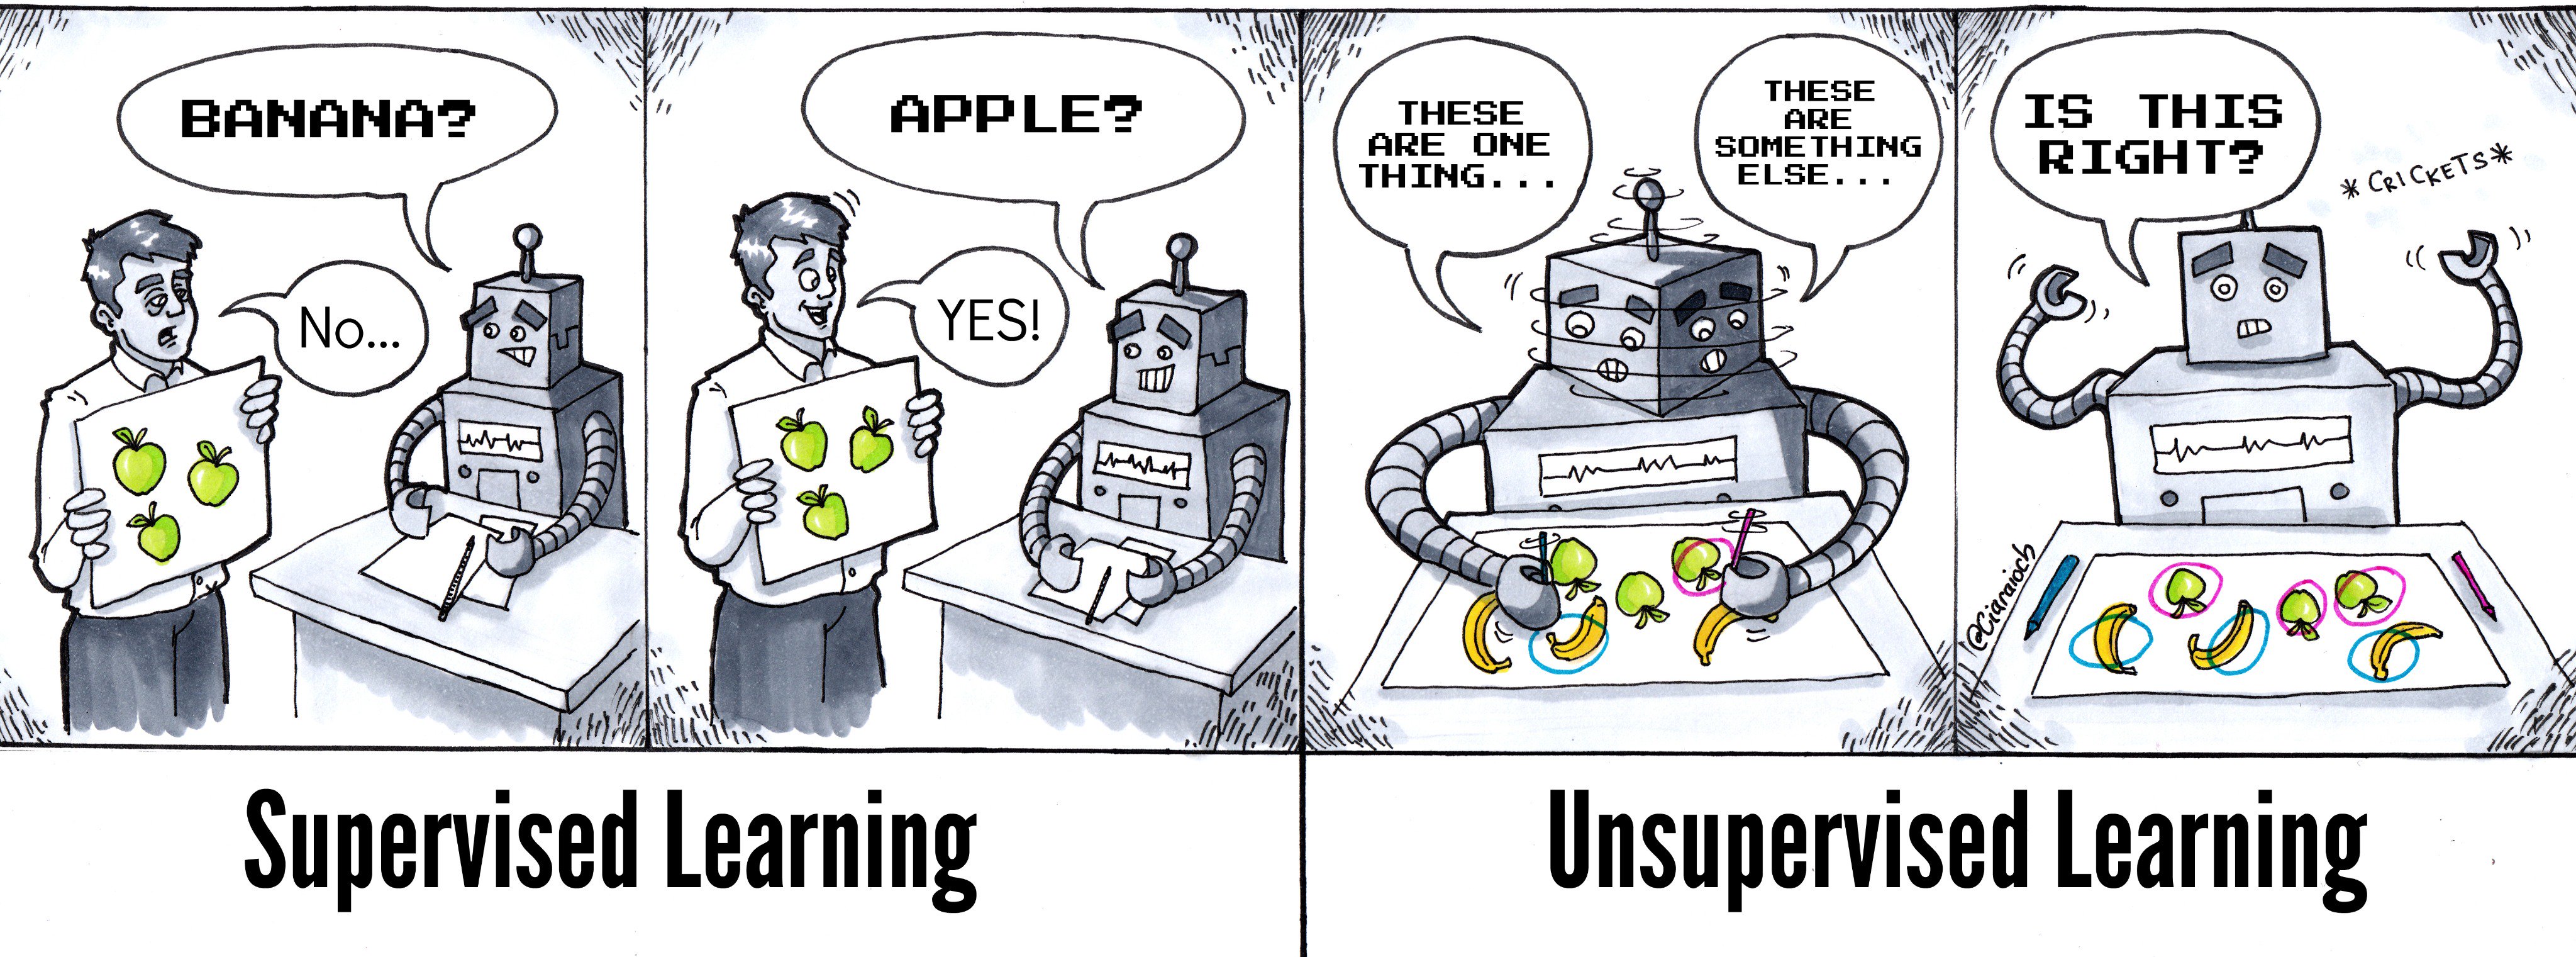 BANANA?
No...
APPLE?
YES!
THESE
ARE ONE
THING...
THESE
ARE
SOMETHING
ELSE...
IS THIS
RIGHT?
*CRICKETS*
@Ciaraioch
Supervised Learning
Unsupervised Learning